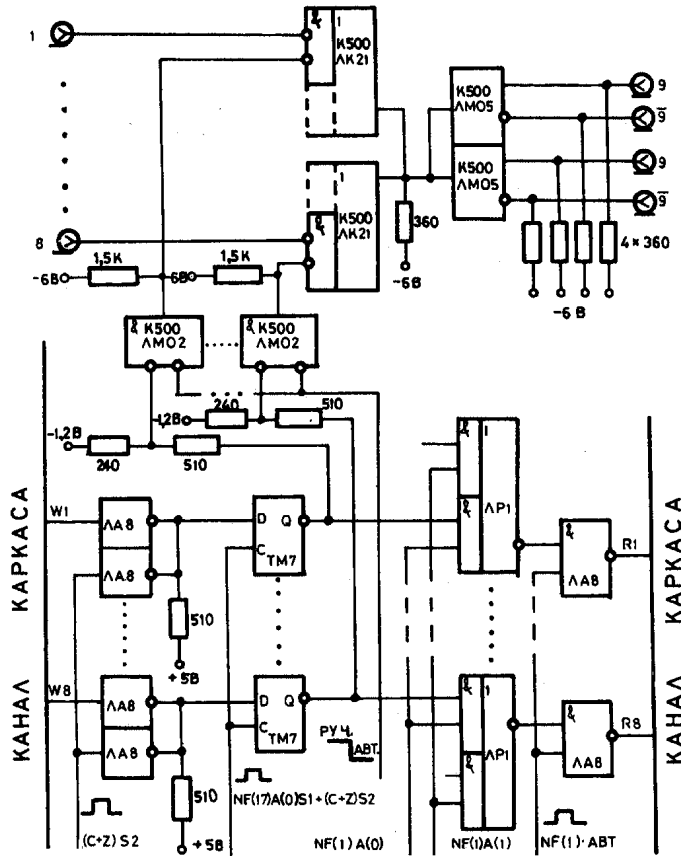 1
&
1
К500
ЛК21
К500
ЛМ05
9
9̅
К500
ЛМ05
9
9̅
1
К500
ЛК21
&
8
360
4×360
1,5К
-6В
6В
1,5К
-6В
-6 В
& К500
ЛМ02
& К500
ЛМ02
-1,2В
240
510
-1,2В
240
510
КАНАЛ КАРКАСА
КАНАЛ КАРКАСА
W1
ЛА8
ЛА8
D Q
C
ТМ7
&
1
&
ЛР1
&
ЛА8
R1
510
+5В
W8
ЛА8
ЛА8
D Q
C
ТМ7
&
1
&
ЛР1
&
ЛА8
R8
РУЧ.
АВТ.
510
+5В
(C+Z) S2
NF(17)A(0)S1+(C+Z)S2
NF(1)A(0)
NF(1)A(1)
NF(1)·АВТ